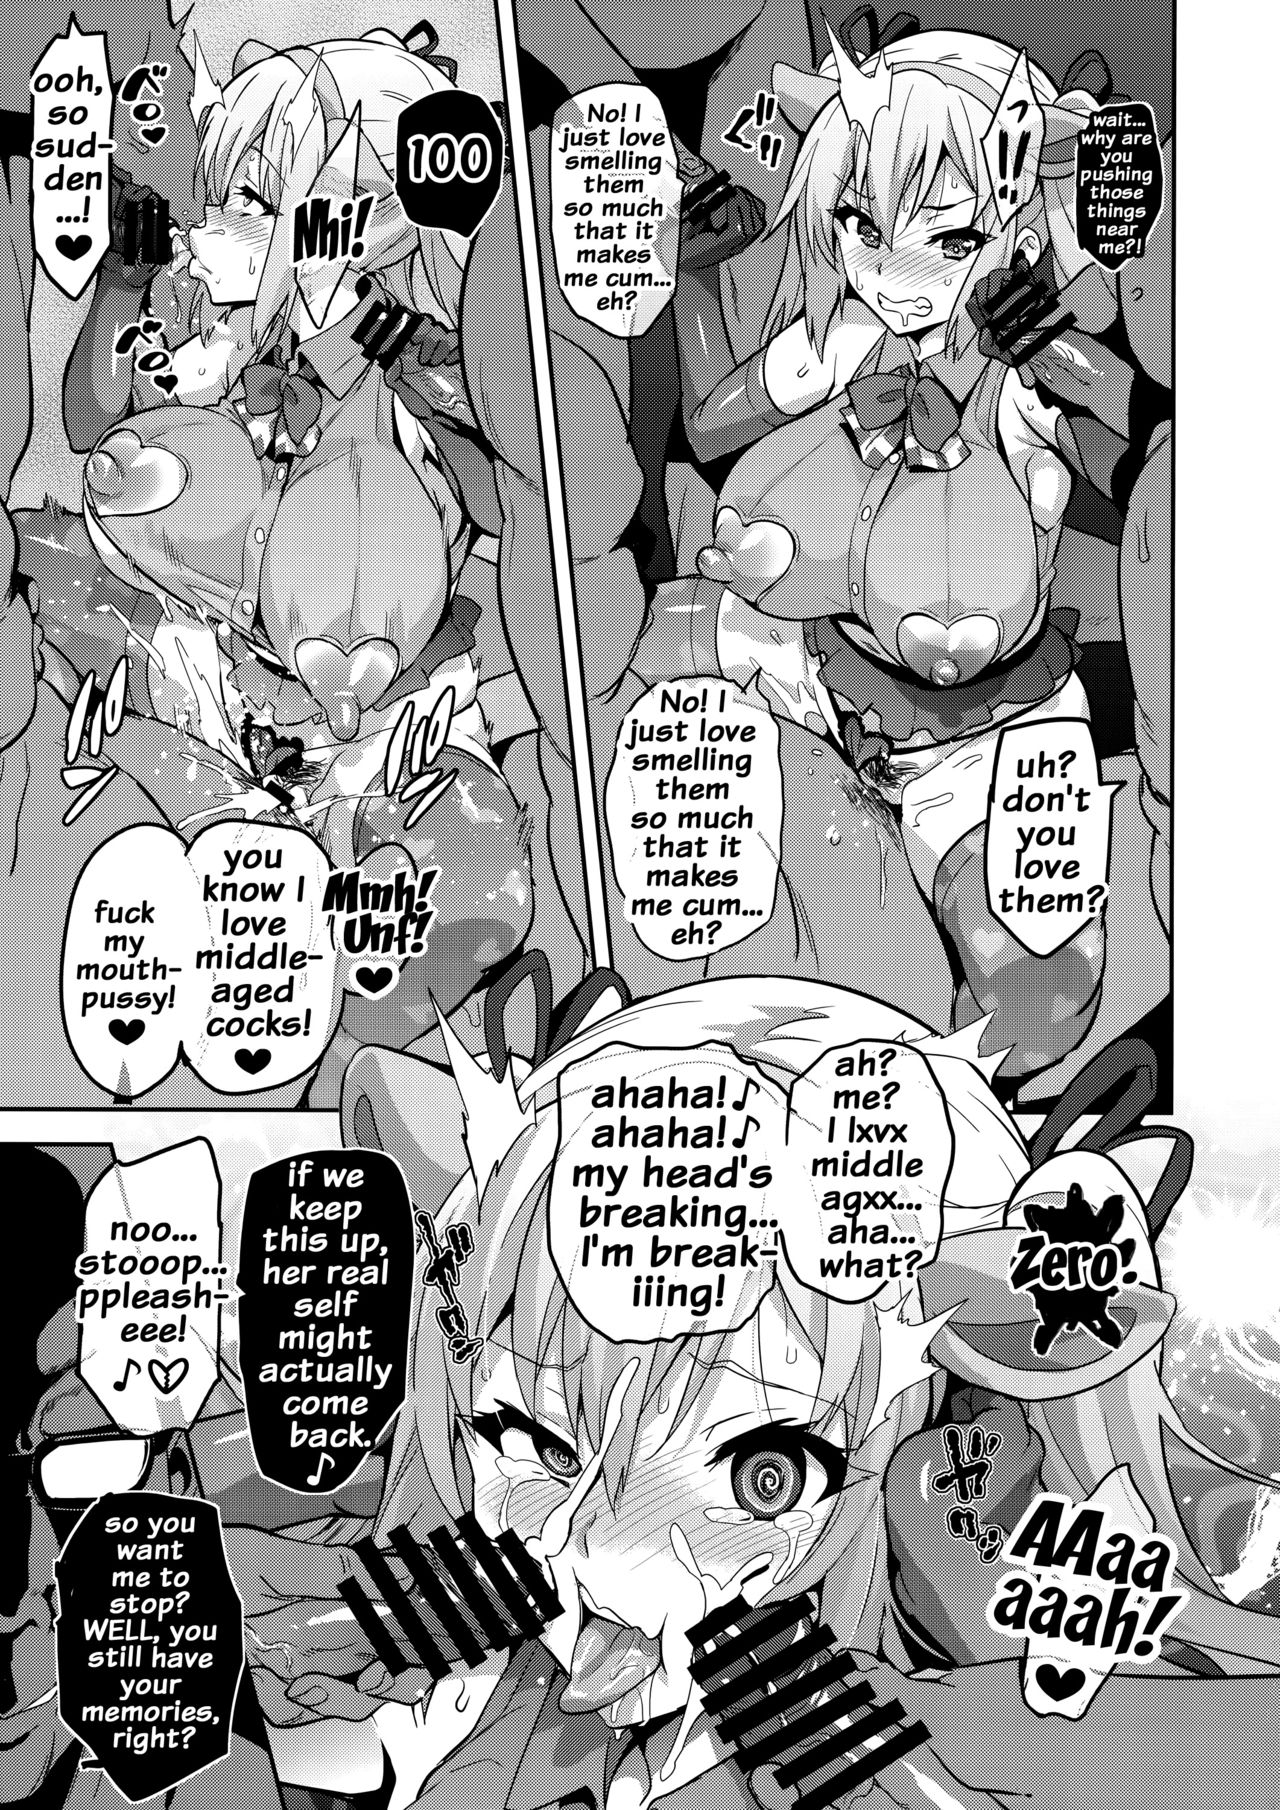 wait...
why are
you
pushing
those
things
near
me?!
No! I
just love
smelling
them
so much
that it
makes
me cum...
eh?
uh?
don't
you
love
them?
No! I
just love
smelling
them
so much
that it
makes
me cum...
eh?
100
Nhi!
ooh,
so
sud-
den
...!
♥
ベロ♥
ベロ♥
Mmh!
Unf!
♥
you
know I
love
middle-
aged
cocks!
♥
fuck
my
mouth-
pussy!
♥
Zero!
ah?
me?
I lxvx
middle
agxx...
aha...
what?
ahaha!♪
ahaha!♪
my head's
breaking...
I'm break-
iiing!
AAaa
aaah!
♥
if we
keep
this up,
her real
self
might
actually
come
back.
♪
noo...
stooop...
ppleash-
eee!
♪💔
so you
want
me to
stop?
WELL, you
still have
your
memories,
right?